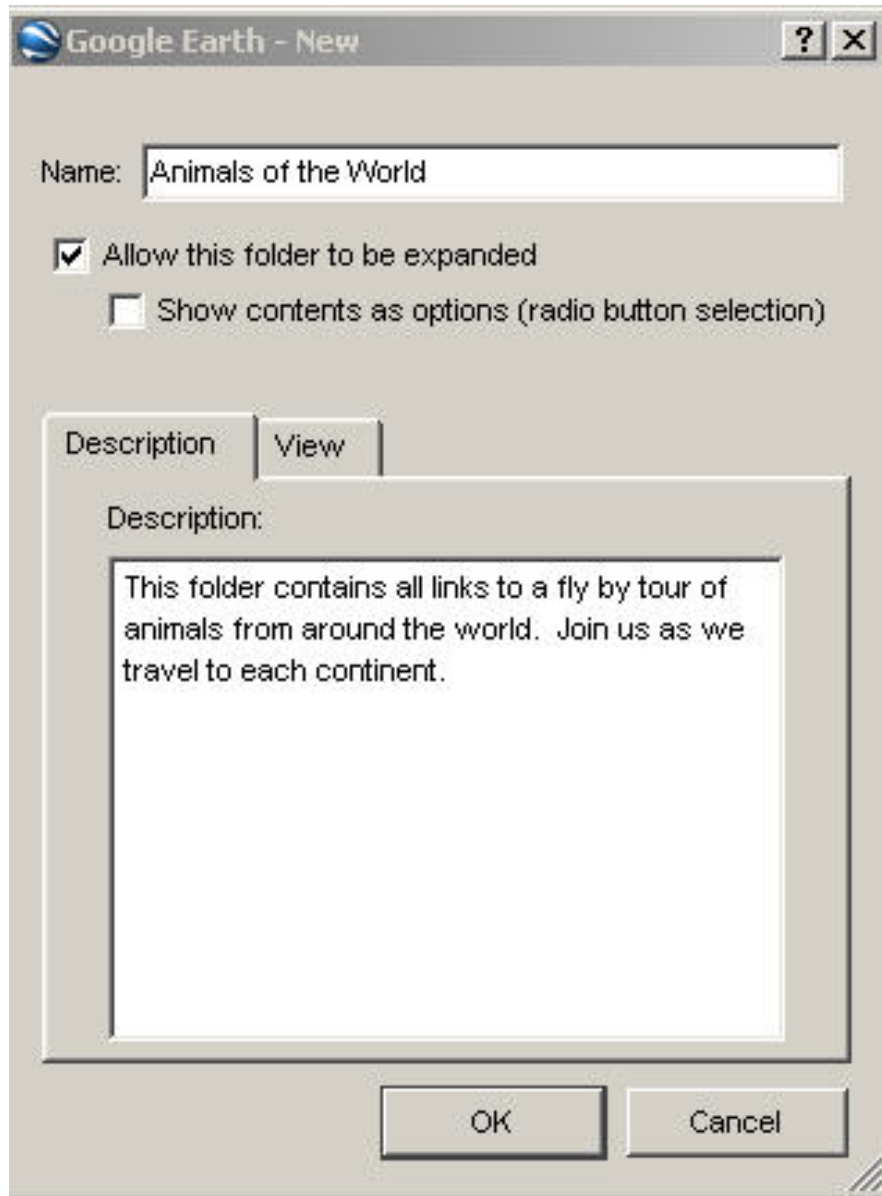 Google Earth - New
Name: Animals of the World
Allow this folder to be expanded
Show contents as options (radio button selection)
Description View
Description:
This folder contains all links to a fly by tour of
animals from around the world.  Join us as we
travel to each continent.
OK Cancel